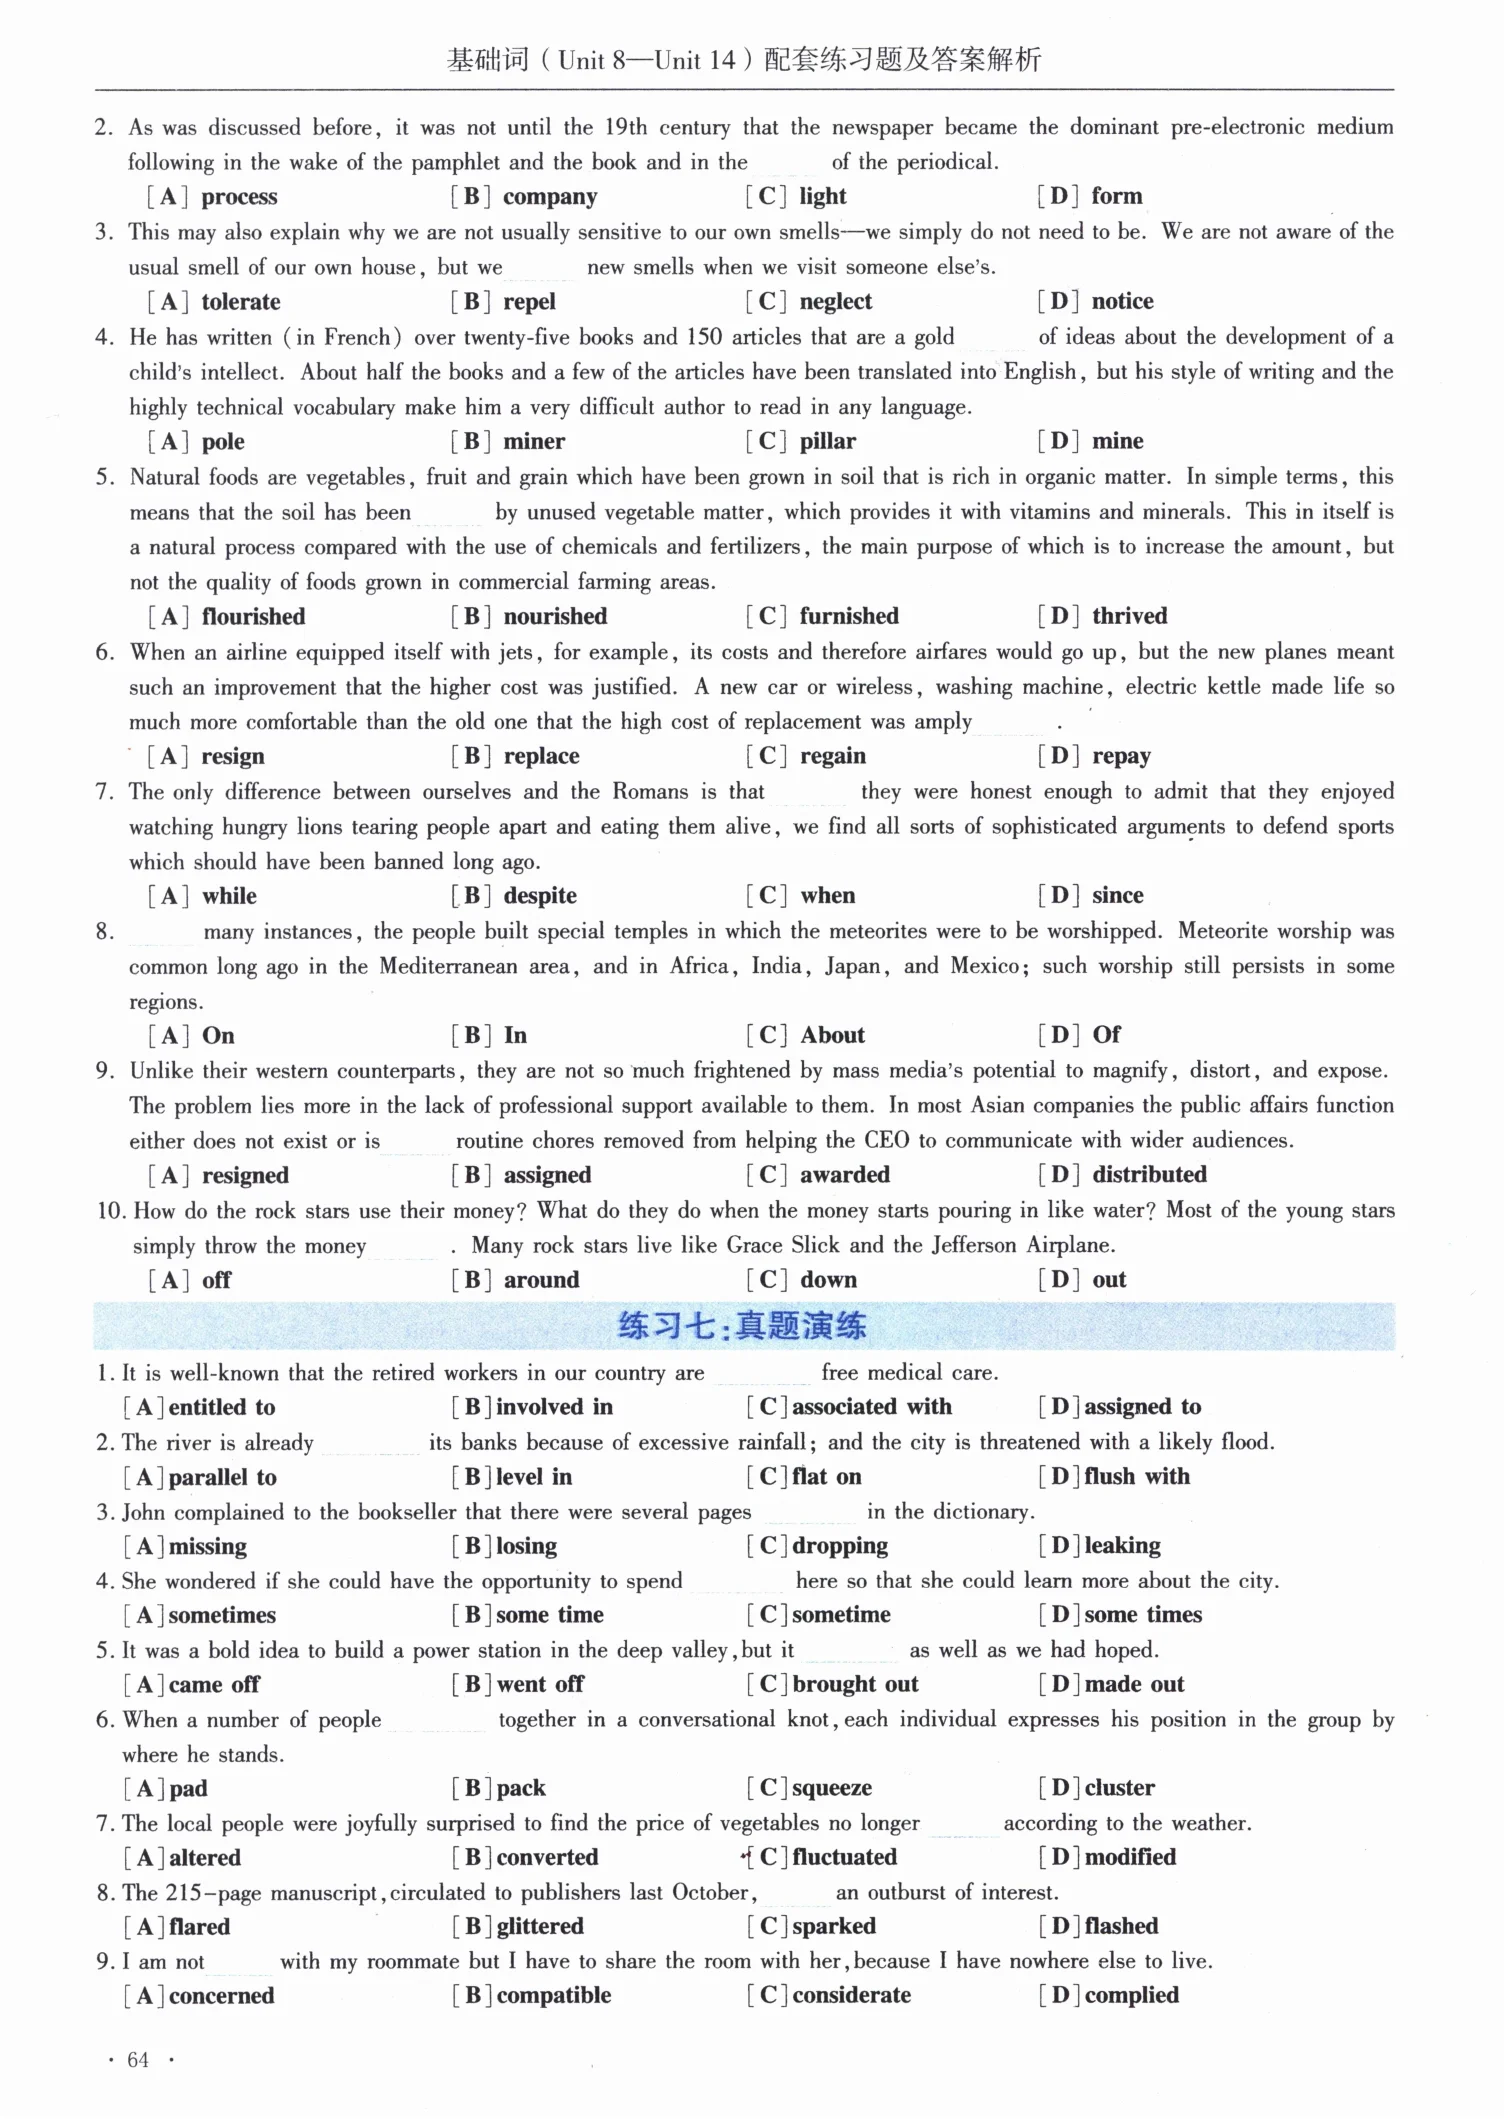 基础词（Unit 8—Unit 14）配套练习题及答案解析
2. As was discussed before, it was not until the 19th century that the newspaper became the dominant pre-electronic medium
following in the wake of the pamphlet and the book and in the ____ of the periodical.
[A] process [B] company [C] light [D] form
3. This may also explain why we are not usually sensitive to our own smells—we simply do not need to be. We are not aware of the
usual smell of our own house, but we ____ new smells when we visit someone else's.
[A] tolerate [B] repel [C] neglect [D] notice
4. He has written (in French) over twenty-five books and 150 articles that are a gold ____ of ideas about the development of a
child's intellect. About half the books and a few of the articles have been translated into English, but his style of writing and the
highly technical vocabulary make him a very difficult author to read in any language.
[A] pole [B] miner [C] pillar [D] mine
5. Natural foods are vegetables, fruit and grain which have been grown in soil that is rich in organic matter. In simple terms, this
means that the soil has been ____ by unused vegetable matter, which provides it with vitamins and minerals. This in itself is
a natural process compared with the use of chemicals and fertilizers, the main purpose of which is to increase the amount, but
not the quality of foods grown in commercial farming areas.
[A] flourished [B] nourished [C] furnished [D] thrived
6. When an airline equipped itself with jets, for example, its costs and therefore airfares would go up, but the new planes meant
such an improvement that the higher cost was justified. A new car or wireless, washing machine, electric kettle made life so
much more comfortable than the old one that the high cost of replacement was amply ____.
[A] resign [B] replace [C] regain [D] repay
7. The only difference between ourselves and the Romans is that ____ they were honest enough to admit that they enjoyed
watching hungry lions tearing people apart and eating them alive, we find all sorts of sophisticated arguments to defend sports
which should have been banned long ago.
[A] while [B] despite [C] when [D] since
8. ____ many instances, the people built special temples in which the meteorites were to be worshipped. Meteorite worship was
common long ago in the Mediterranean area, and in Africa, India, Japan, and Mexico; such worship still persists in some
regions.
[A] On [B] In [C] About [D] Of
9. Unlike their western counterparts, they are not so much frightened by mass media's potential to magnify, distort, and expose.
The problem lies more in the lack of professional support available to them. In most Asian companies the public affairs function
either does not exist or is ____ routine chores removed from helping the CEO to communicate with wider audiences.
[A] resigned [B] assigned [C] awarded [D] distributed
10. How do the rock stars use their money? What do they do when the money starts pouring in like water? Most of the young stars
simply throw the money ____. Many rock stars live like Grace Slick and the Jefferson Airplane.
[A] off [B] around [C] down [D] out
练习七:真题演练
1. It is well-known that the retired workers in our country are ____ free medical care.
[A]entitled to [B]involved in [C]associated with [D]assigned to
2. The river is already ____ its banks because of excessive rainfall; and the city is threatened with a likely flood.
[A]parallel to [B]level in [C]flat on [D]flush with
3. John complained to the bookseller that there were several pages ____ in the dictionary.
[A]missing [B]losing [C]dropping [D]leaking
4. She wondered if she could have the opportunity to spend ____ here so that she could learn more about the city.
[A]sometimes [B]some time [C]sometime [D]some times
5. It was a bold idea to build a power station in the deep valley,but it ____ as well as we had hoped.
[A]came off [B]went off [C]brought out [D]made out
6. When a number of people ____ together in a conversational knot,each individual expresses his position in the group by
where he stands.
[A]pad [B]pack [C]squeeze [D]cluster
7. The local people were joyfully surprised to find the price of vegetables no longer ____ according to the weather.
[A]altered [B]converted [C]fluctuated [D]modified
8. The 215-page manuscript,circulated to publishers last October, ____ an outburst of interest.
[A]flared [B]glittered [C]sparked [D]flashed
9. I am not ____ with my roommate but I have to share the room with her,because I have nowhere else to live.
[A]concerned [B]compatible [C]considerate [D]complied
· 64 ·